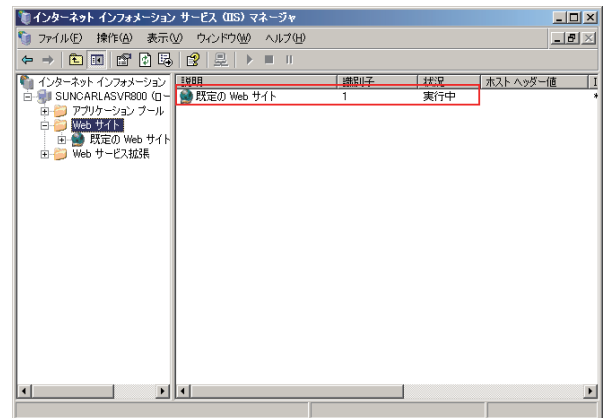 インターネット インフォメーション サービス (IIS) マネージャ
ファイル(F) 操作(A) 表示(V) ウィンドウ(W) ヘルプ(H)
インターネット インフォメーション
SUNCARLASVR800 (ロー
アプリケーション プール
Web サイト
既定の Web サイト
Web サービス拡張
説明 識別子 状況 ホスト ヘッダー値 I
既定の Web サイト 1 実行中 *